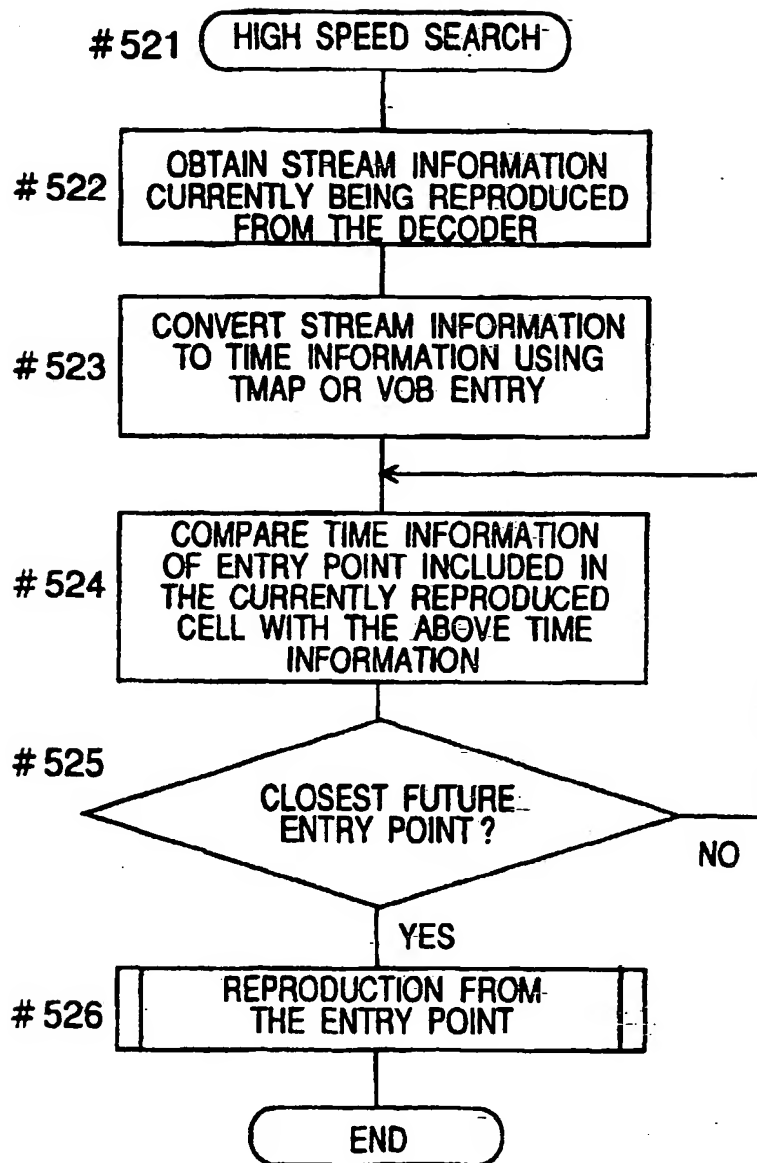 #521 HIGH SPEED SEARCH
#522 OBTAIN STREAM INFORMATION
CURRENTLY BEING REPRODUCED
FROM THE DECODER
#523 CONVERT STREAM INFORMATION
TO TIME INFORMATION USING
TMAP OR VOB ENTRY
#524 COMPARE TIME INFORMATION
OF ENTRY POINT INCLUDED IN
THE CURRENTLY REPRODUCED
CELL WITH THE ABOVE TIME
INFORMATION
#525 CLOSEST FUTURE
ENTRY POINT?
NO
YES
#526 REPRODUCTION FROM
THE ENTRY POINT
END